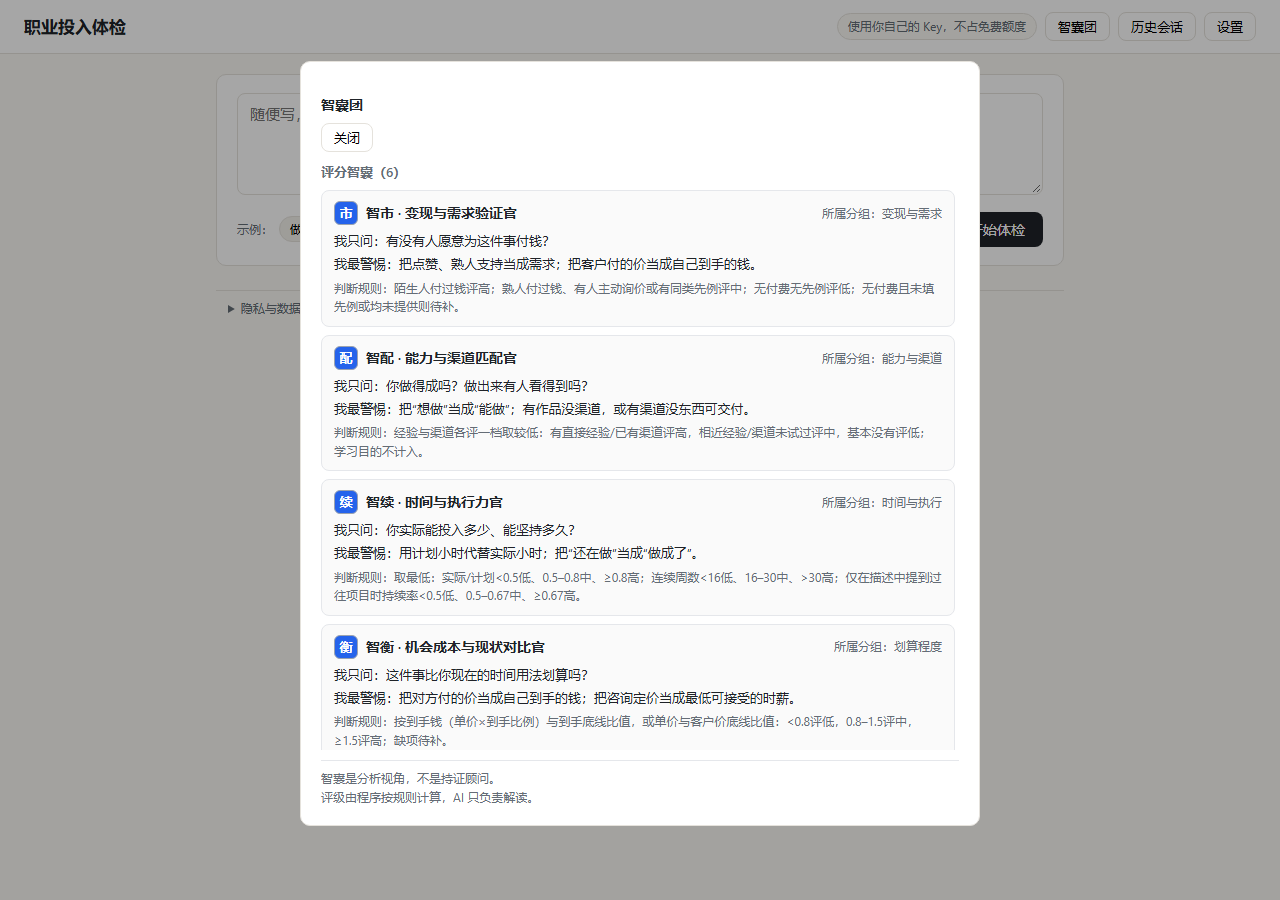 职业投入体检
使用你自己的 Key，不占免费额度
智囊团
历史会话
设置
随便写，
示例：
始体检
▶ 隐私与数据
智囊团
关闭
评分智囊（6）
市 智市 · 变现与需求验证官 所属分组：变现与需求
我只问：有没有人愿意为这件事付钱？
我最警惕：把点赞、熟人支持当成需求；把客户付的价当成自己到手的钱。
判断规则：陌生人付过钱评高；熟人付过钱、有人主动询价或有同类先例评中；无付费无先例评低；无付费且未填
先例或均未提供则待补。
配 智配 · 能力与渠道匹配官 所属分组：能力与渠道
我只问：你做得成吗？做出来有人看得到吗？
我最警惕：把“想做”当成“能做”；有作品没渠道，或有渠道没东西可交付。
判断规则：经验与渠道各评一档取较低：有直接经验/已有渠道评高，相近经验/渠道未试过评中，基本没有评低；
学习目的不计入。
续 智续 · 时间与执行力官 所属分组：时间与执行
我只问：你实际能投入多少、能坚持多久？
我最警惕：用计划小时代替实际小时；把“还在做”当成“做成了”。
判断规则：取最低：实际/计划<0.5低、0.5–0.8中、≥0.8高；连续周数<16低、16–30中、>30高；仅在描述中提到过
往项目时持续率<0.5低、0.5–0.67中、≥0.67高。
衡 智衡 · 机会成本与现状对比官 所属分组：划算程度
我只问：这件事比你现在的时间用法划算吗？
我最警惕：把对方付的价当成自己到手的钱；把咨询定价当成最低可接受的时薪。
判断规则：按到手钱（单价×到手比例）与到手底线比值，或单价与客户价底线比值：<0.8评低，0.8–1.5评中，
≥1.5评高；缺项待补。
智囊是分析视角，不是持证顾问。
评级由程序按规则计算，AI 只负责解读。